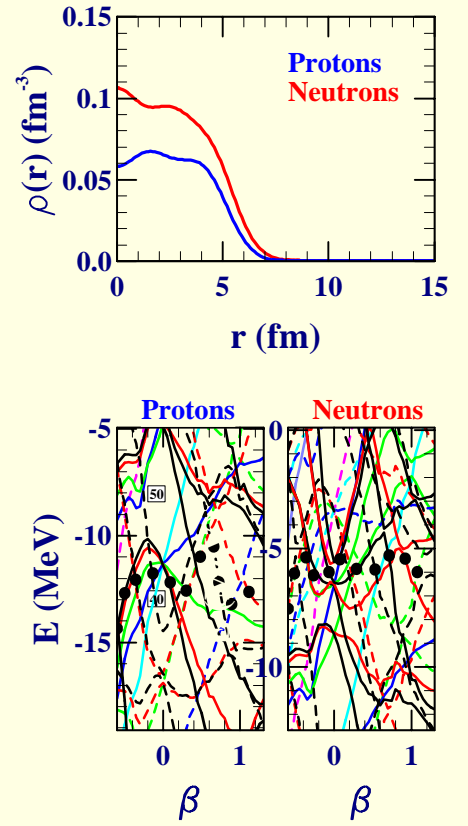 0.15
0.1
0.05
0.0
ρ(r) (fm⁻³)
Protons
Neutrons
0 5 10 15
r (fm)
Protons Neutrons
-5
-10
-15
E (MeV)
50
40
0
-5
-10
0 1
0 1
β β